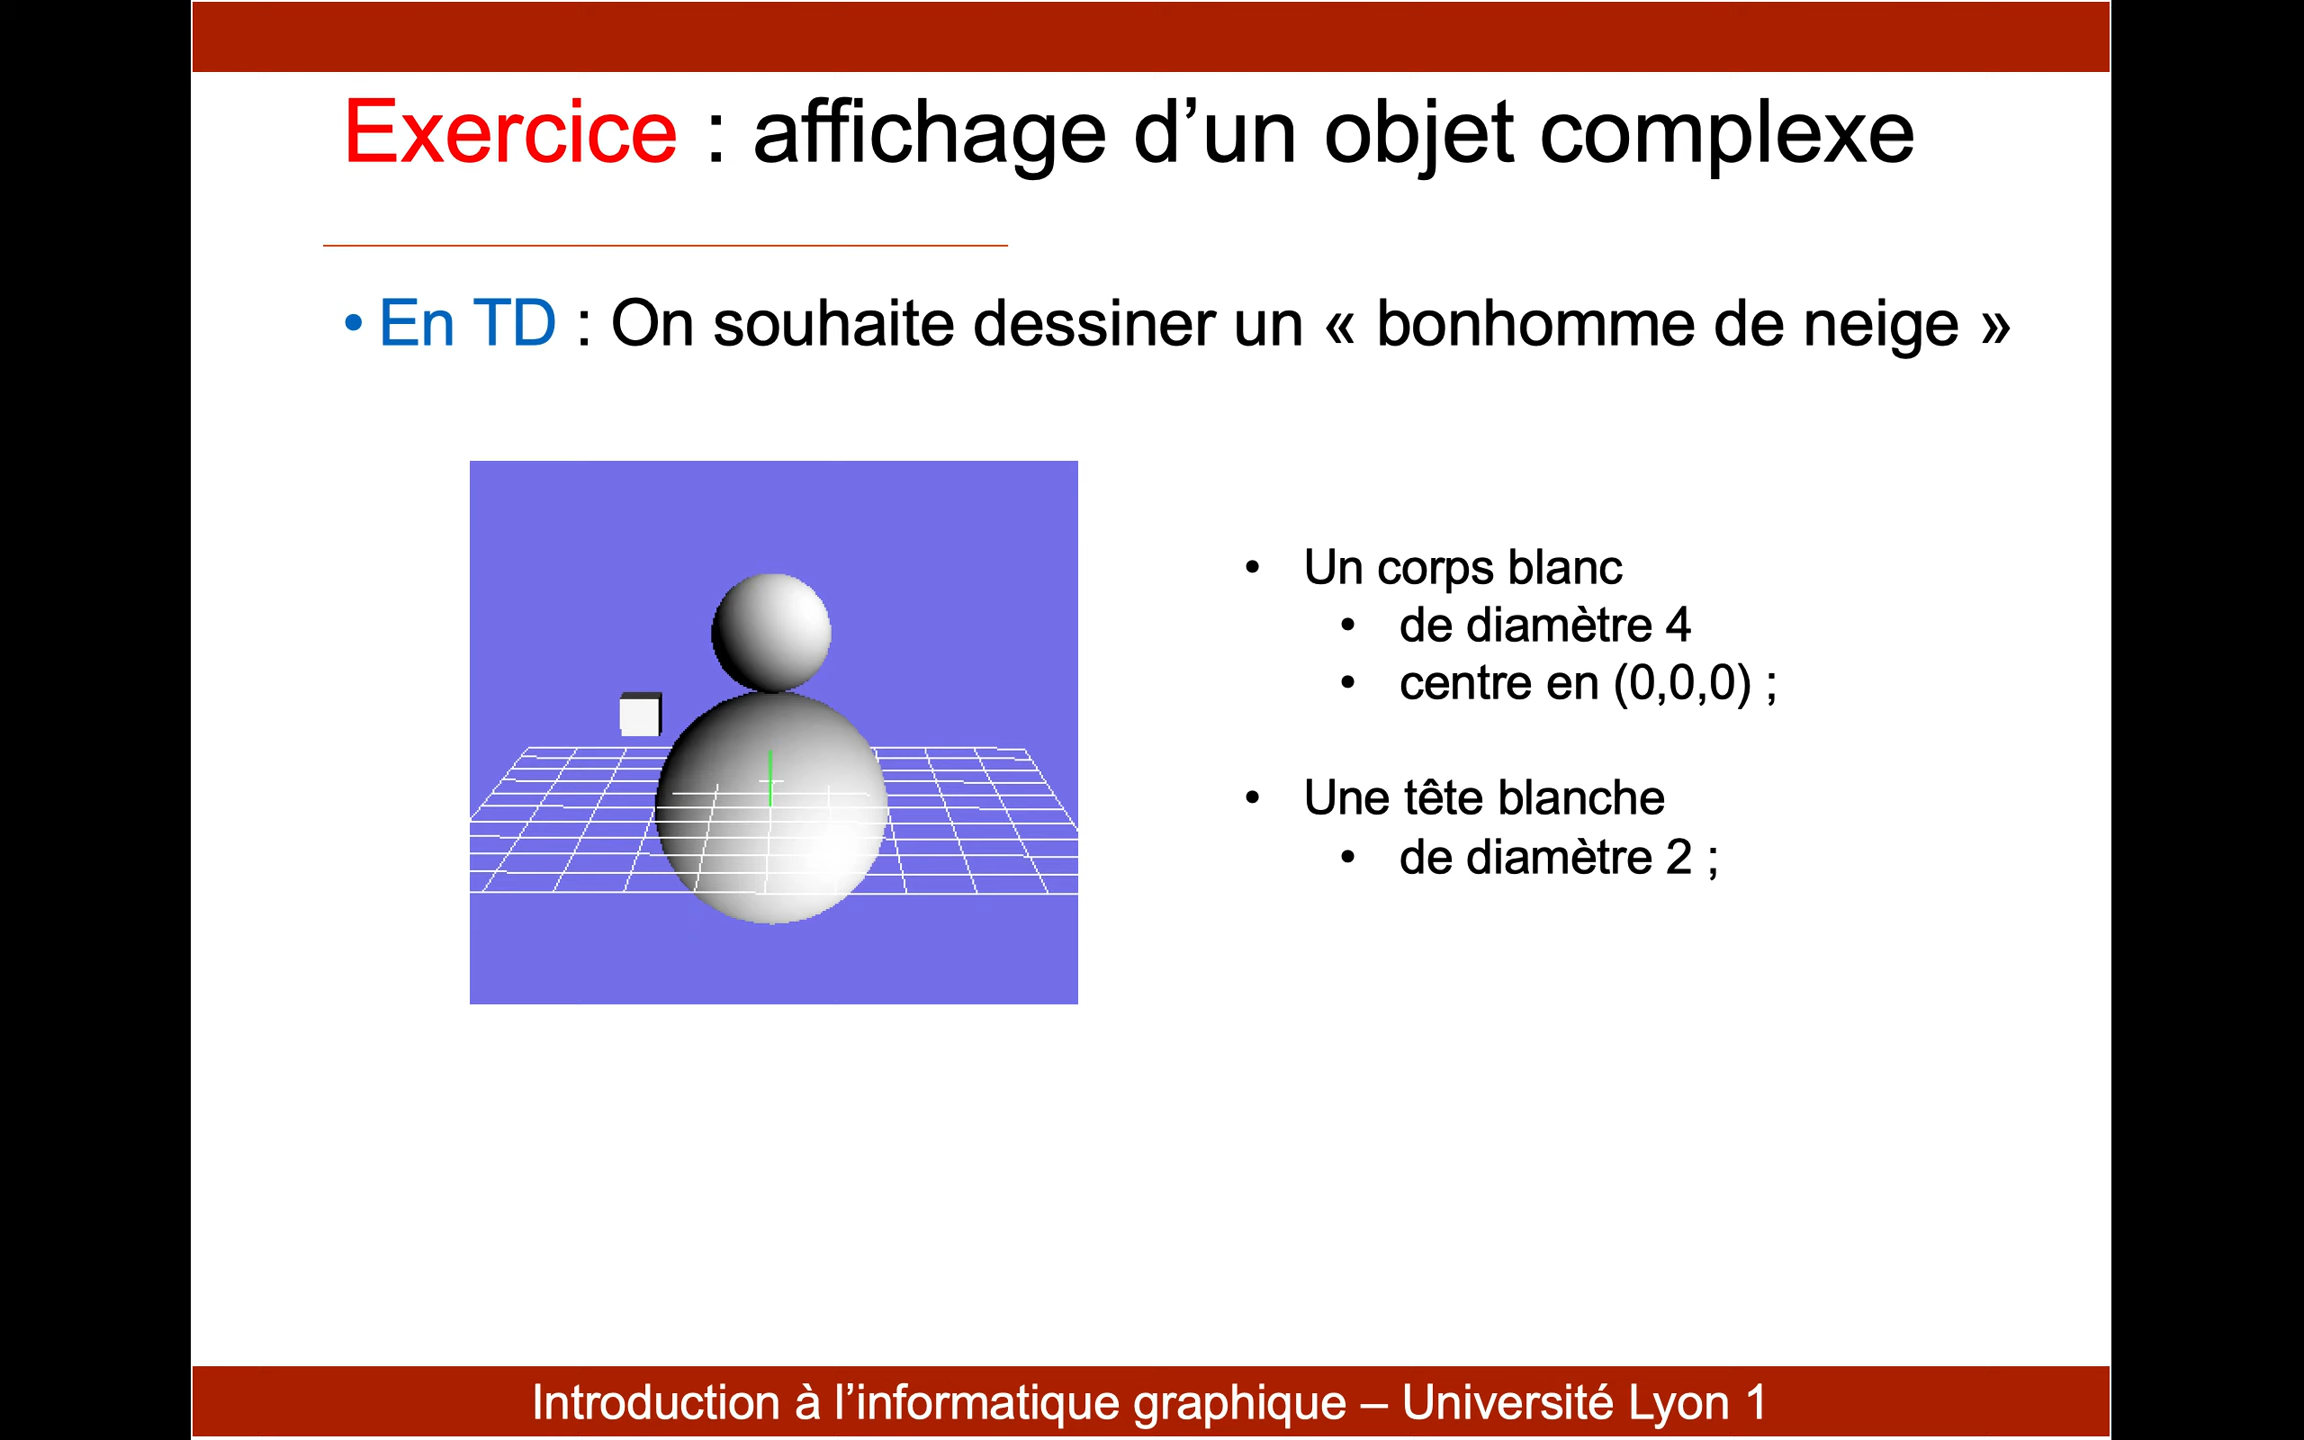 Exercice : affichage d’un objet complexe
• En TD : On souhaite dessiner un « bonhomme de neige »
• Un corps blanc
• de diamètre 4
• centre en (0,0,0) ;
• Une tête blanche
• de diamètre 2 ;
Introduction à l’informatique graphique – Université Lyon 1